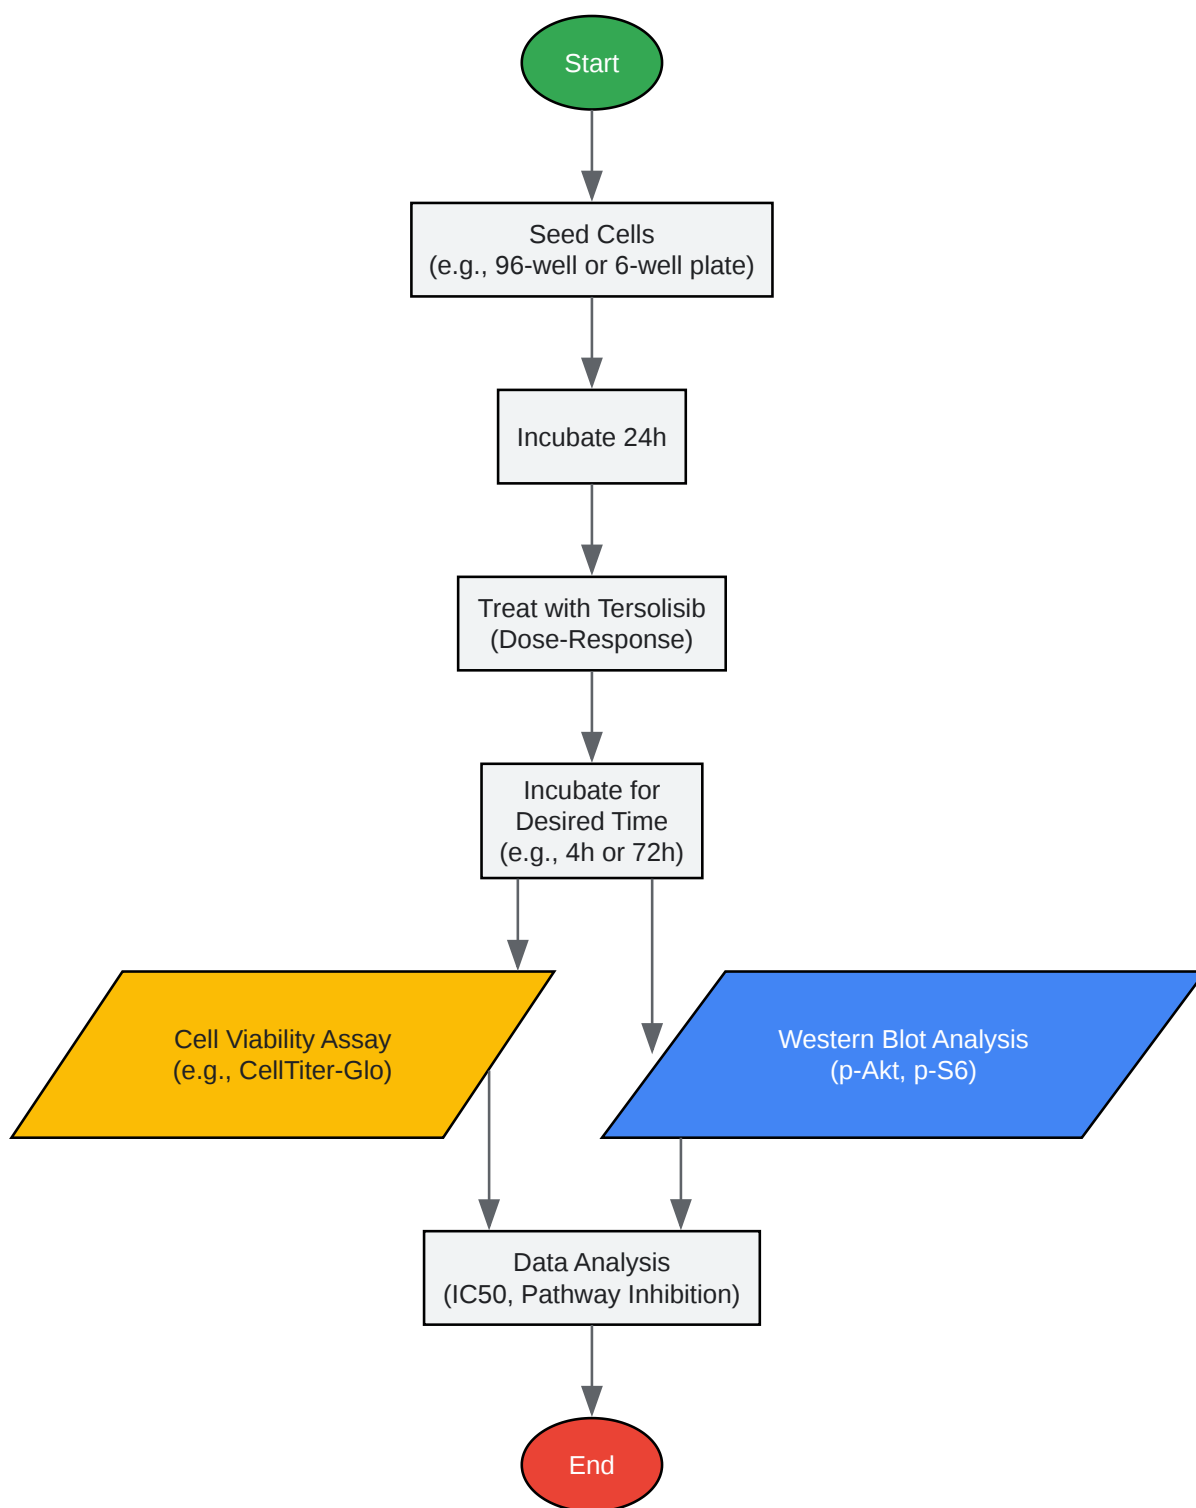 Start
Seed Cells
(e.g., 96-well or 6-well plate)
Incubate 24h
Treat with Tersolisib
(Dose-Response)
Incubate for
Desired Time
(e.g., 4h or 72h)
Cell Viability Assay
(e.g., CellTiter-Glo)
Western Blot Analysis
(p-Akt, p-S6)
Data Analysis
(IC50, Pathway Inhibition)
End